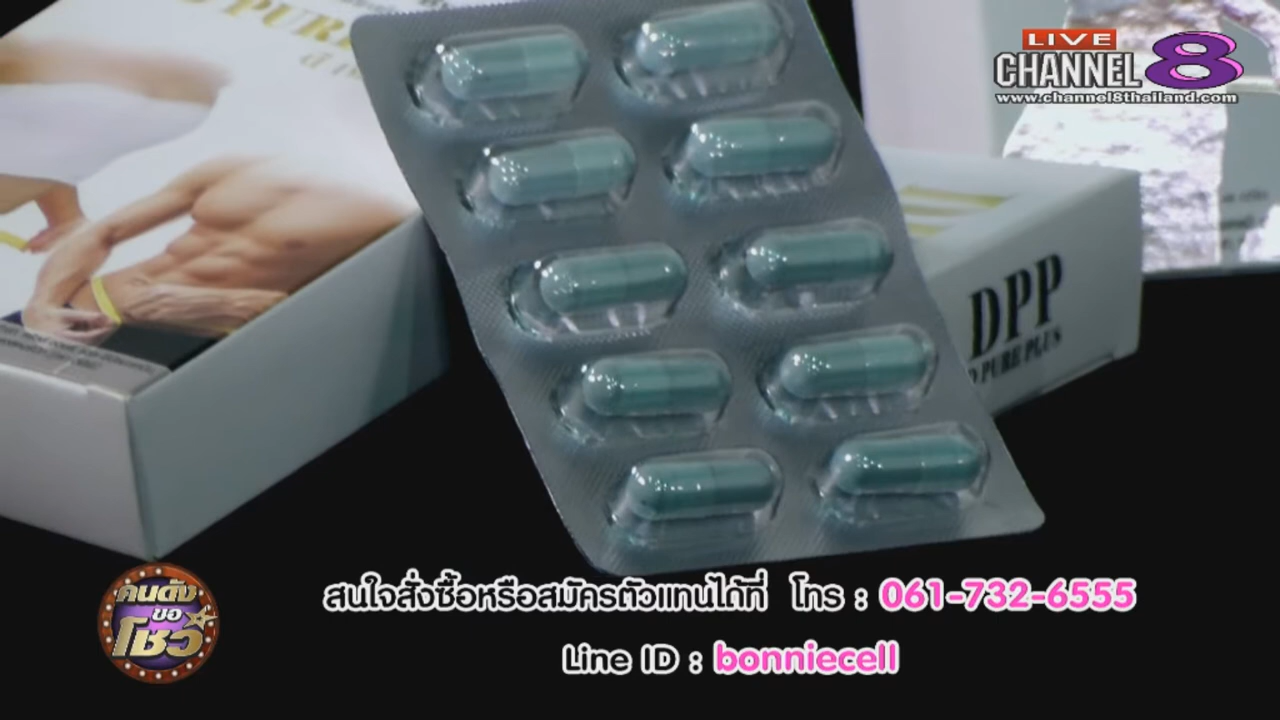 LIVE
CHANNEL 8
www.channel8thailand.com
PURE
DPP
D PURE PLUS
คนดัง
ขอ
โชว์
สนใจสั่งซื้อหรือสมัครตัวแทนได้ที่ โทร : 061-732-6555
Line ID : bonniecell